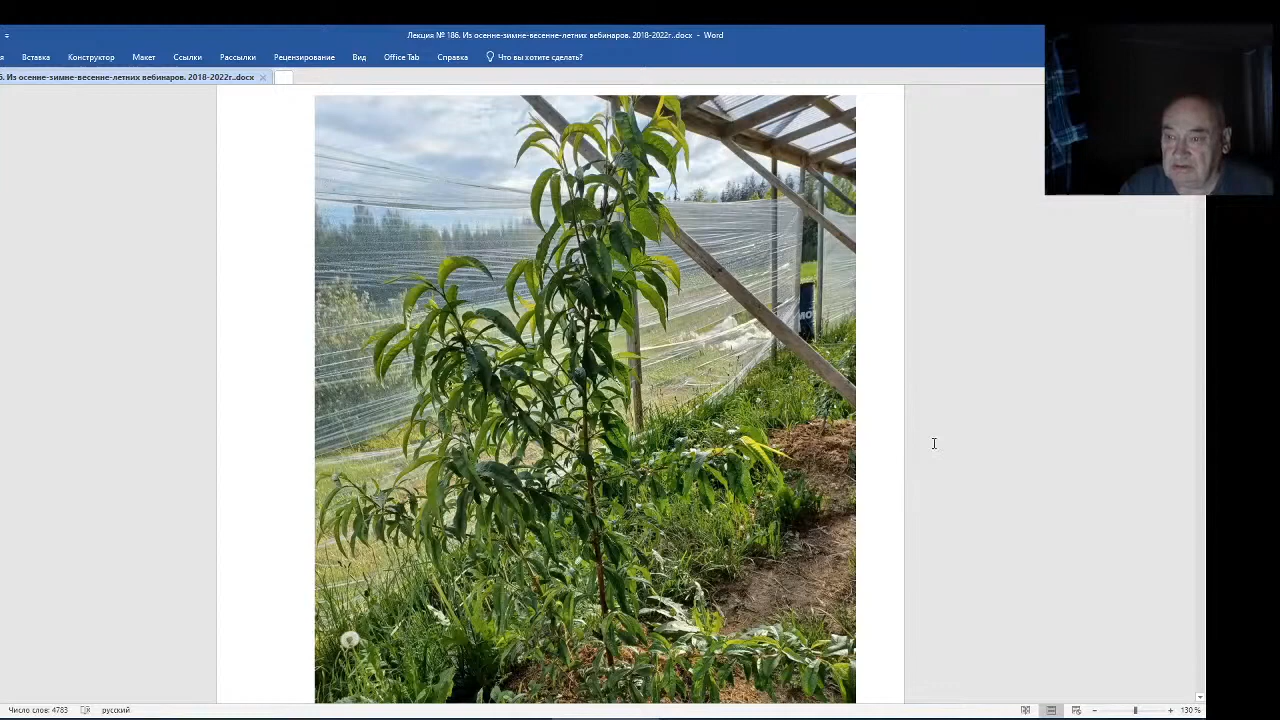 Лекция № 186. Из осенне-зимне-весенне-летних вебинаров. 2018-2022г..docx - Word
я Вставка Конструктор Макет Ссылки Рассылки Рецензирование Вид Office Tab Справка Что вы хотите сделать?
6. Из осенне-зимне-весенне-летних вебинаров. 2018-2022г..docx
Число слов: 4783 русский 130 %